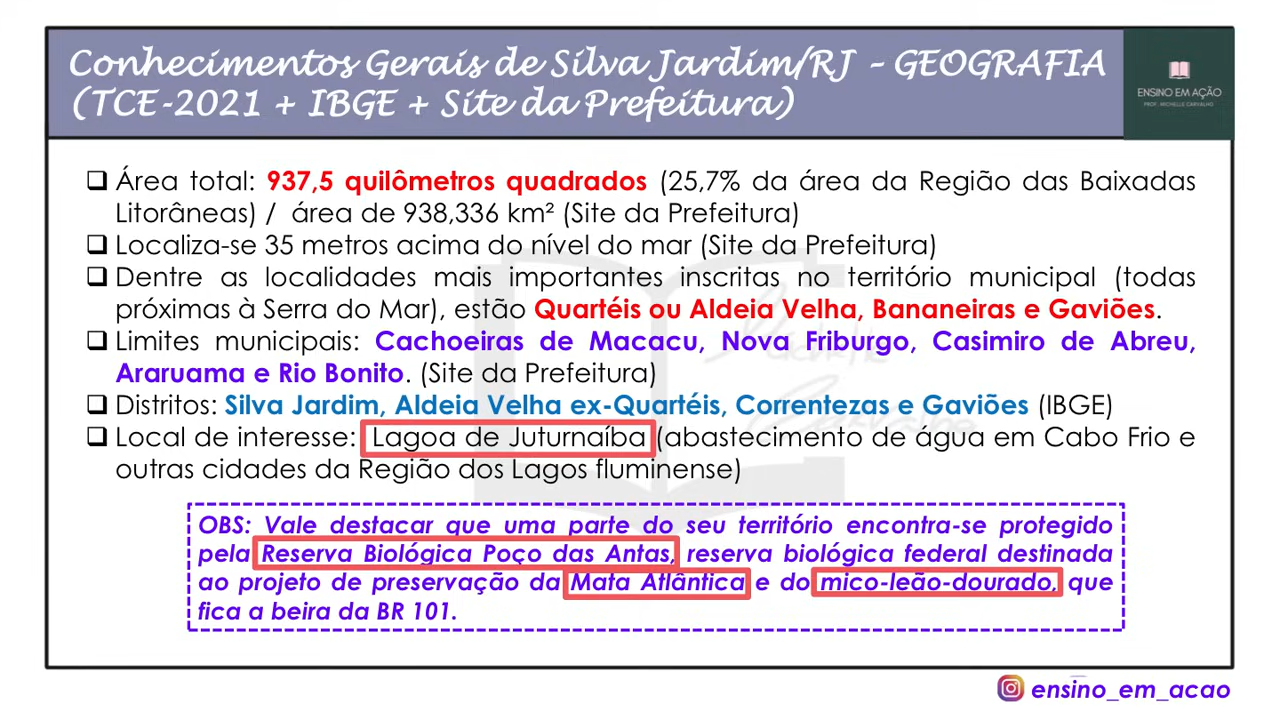 Conhecimentos Gerais de Silva Jardim/RJ – GEOGRAFIA
(TCE-2021 + IBGE + Site da Prefeitura)
ENSINO EM AÇÃO
PROF. MICHELLE CARVALHO
❑ Área total: 937,5 quilômetros quadrados (25,7% da área da Região das Baixadas
Litorâneas) / área de 938,336 km² (Site da Prefeitura)
❑ Localiza-se 35 metros acima do nível do mar (Site da Prefeitura)
❑ Dentre as localidades mais importantes inscritas no território municipal (todas
próximas à Serra do Mar), estão Quartéis ou Aldeia Velha, Bananeiras e Gaviões.
❑ Limites municipais: Cachoeiras de Macacu, Nova Friburgo, Casimiro de Abreu,
Araruama e Rio Bonito. (Site da Prefeitura)
❑ Distritos: Silva Jardim, Aldeia Velha ex-Quartéis, Correntezas e Gaviões (IBGE)
❑ Local de interesse: Lagoa de Juturnaíba (abastecimento de água em Cabo Frio e
outras cidades da Região dos Lagos fluminense)
Michelle
Carvalho
OBS: Vale destacar que uma parte do seu território encontra-se protegido
pela Reserva Biológica Poço das Antas, reserva biológica federal destinada
ao projeto de preservação da Mata Atlântica e do mico-leão-dourado, que
fica a beira da BR 101.
ensino_em_acao